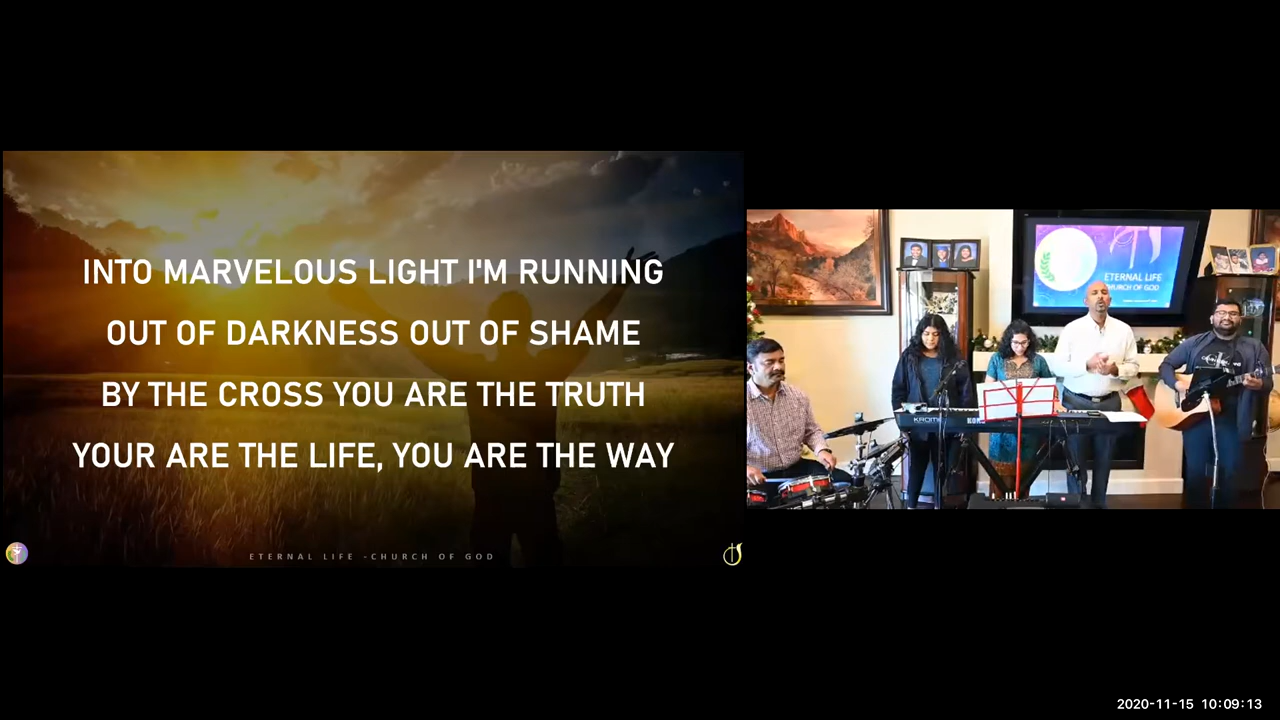 INTO MARVELOUS LIGHT I'M RUNNING
OUT OF DARKNESS OUT OF SHAME
BY THE CROSS YOU ARE THE TRUTH
YOUR ARE THE LIFE, YOU ARE THE WAY
ETERNAL LIFE -CHURCH OF GOD
ETERNAL LIFE
CHURCH OF GOD
KROME
2020-11-15 10:09:13